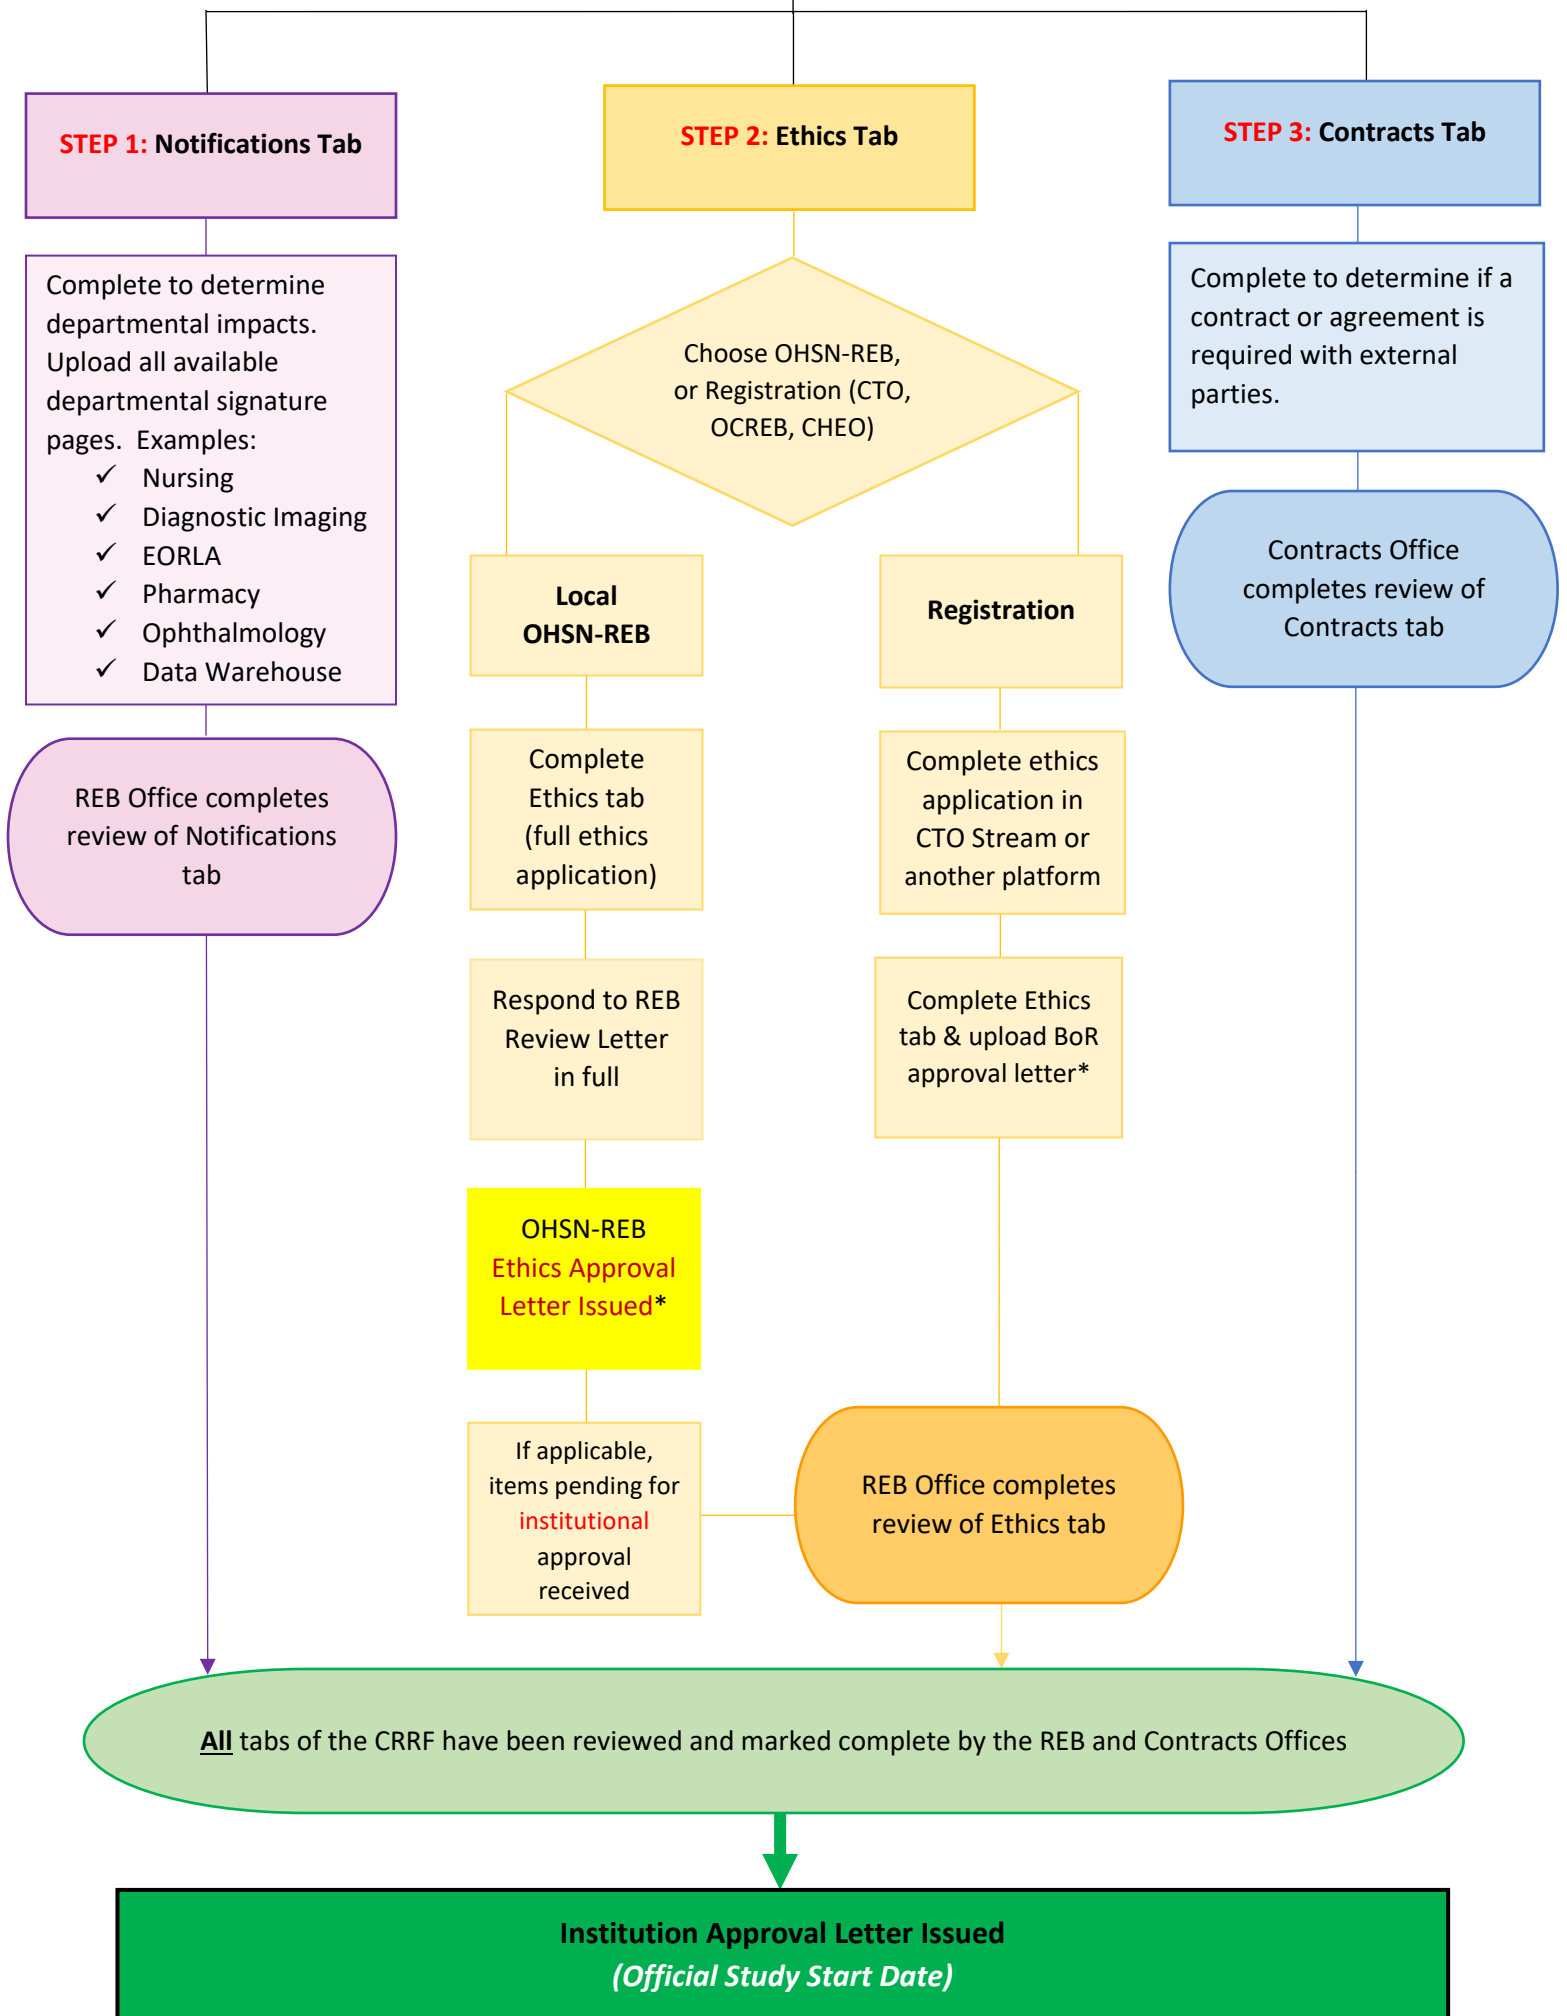 STEP 1: Notifications Tab
Complete to determine
departmental impacts.
Upload all available
departmental signature
pages.  Examples:
✓ Nursing
✓ Diagnostic Imaging
✓ EORLA
✓ Pharmacy
✓ Ophthalmology
✓ Data Warehouse
REB Office completes
review of Notifications
tab
STEP 2: Ethics Tab
Choose OHSN-REB,
or Registration (CTO,
OCREB, CHEO)
Local
OHSN-REB
Complete
Ethics tab
(full ethics
application)
Respond to REB
Review Letter
in full
OHSN-REB
Ethics Approval
Letter Issued*
If applicable,
items pending for
institutional
approval
received
Registration
Complete ethics
application in
CTO Stream or
another platform
Complete Ethics
tab & upload BoR
approval letter*
REB Office completes
review of Ethics tab
STEP 3: Contracts Tab
Complete to determine if a
contract or agreement is
required with external
parties.
Contracts Office
completes review of
Contracts tab
All tabs of the CRRF have been reviewed and marked complete by the REB and Contracts Offices
Institution Approval Letter Issued
(Official Study Start Date)